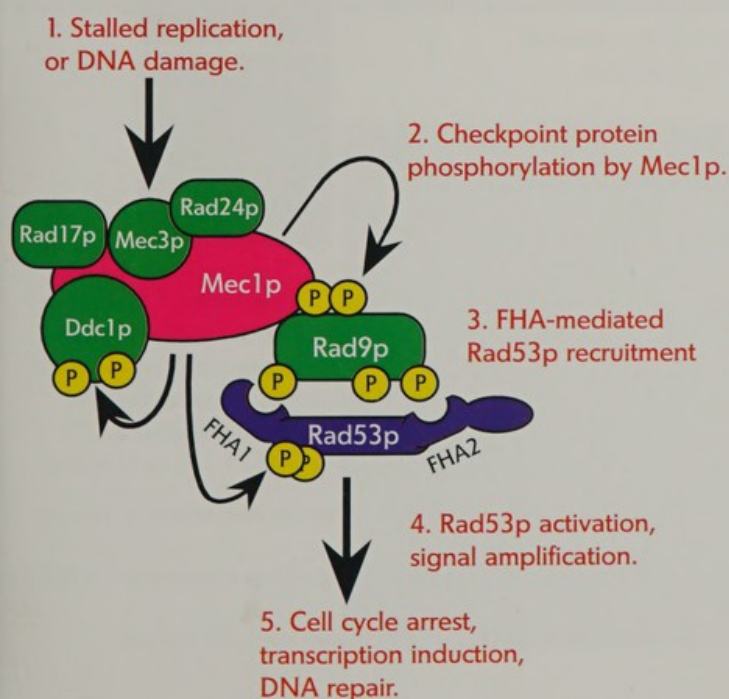 1. Stalled replication,
or DNA damage.
2. Checkpoint protein
phosphorylation by Mec1p.
Rad17p
Mec3p
Rad24p
Mec1p
Ddc1p
P
P
P
P
Rad9p
P
P
P
3. FHA-mediated
Rad53p recruitment
FHA1
Rad53p
FHA2
P
P
4. Rad53p activation,
signal amplification.
5. Cell cycle arrest,
transcription induction,
DNA repair.